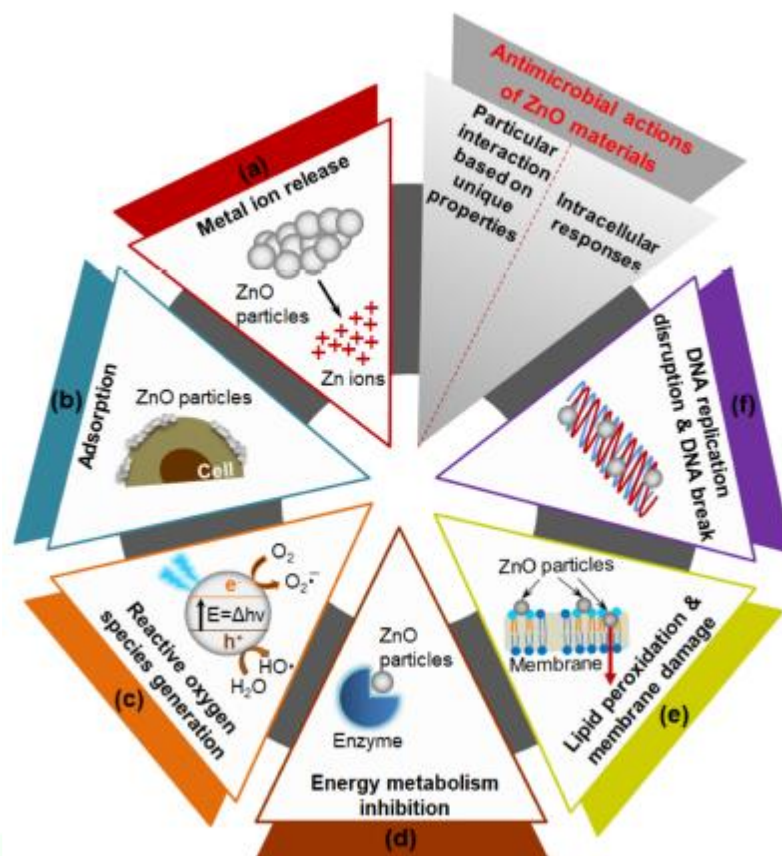 Antimicrobial actions
of ZnO materials
Particular
interaction
based on
unique
properties
Intracellular
responses
(a)
Metal ion release
ZnO
particles
Zn ions
(b)
Adsorption
ZnO particles
Cell
(c)
Reactive oxygen
species generation
O₂
O₂•⁻
e⁻
E=Δhν
h⁺
HO•
H₂O
(d)
ZnO
particles
Enzyme
Energy metabolism
inhibition
(e)
ZnO particles
Membrane
Lipid peroxidation &
membrane damage
(f)
DNA replication
disruption & DNA break